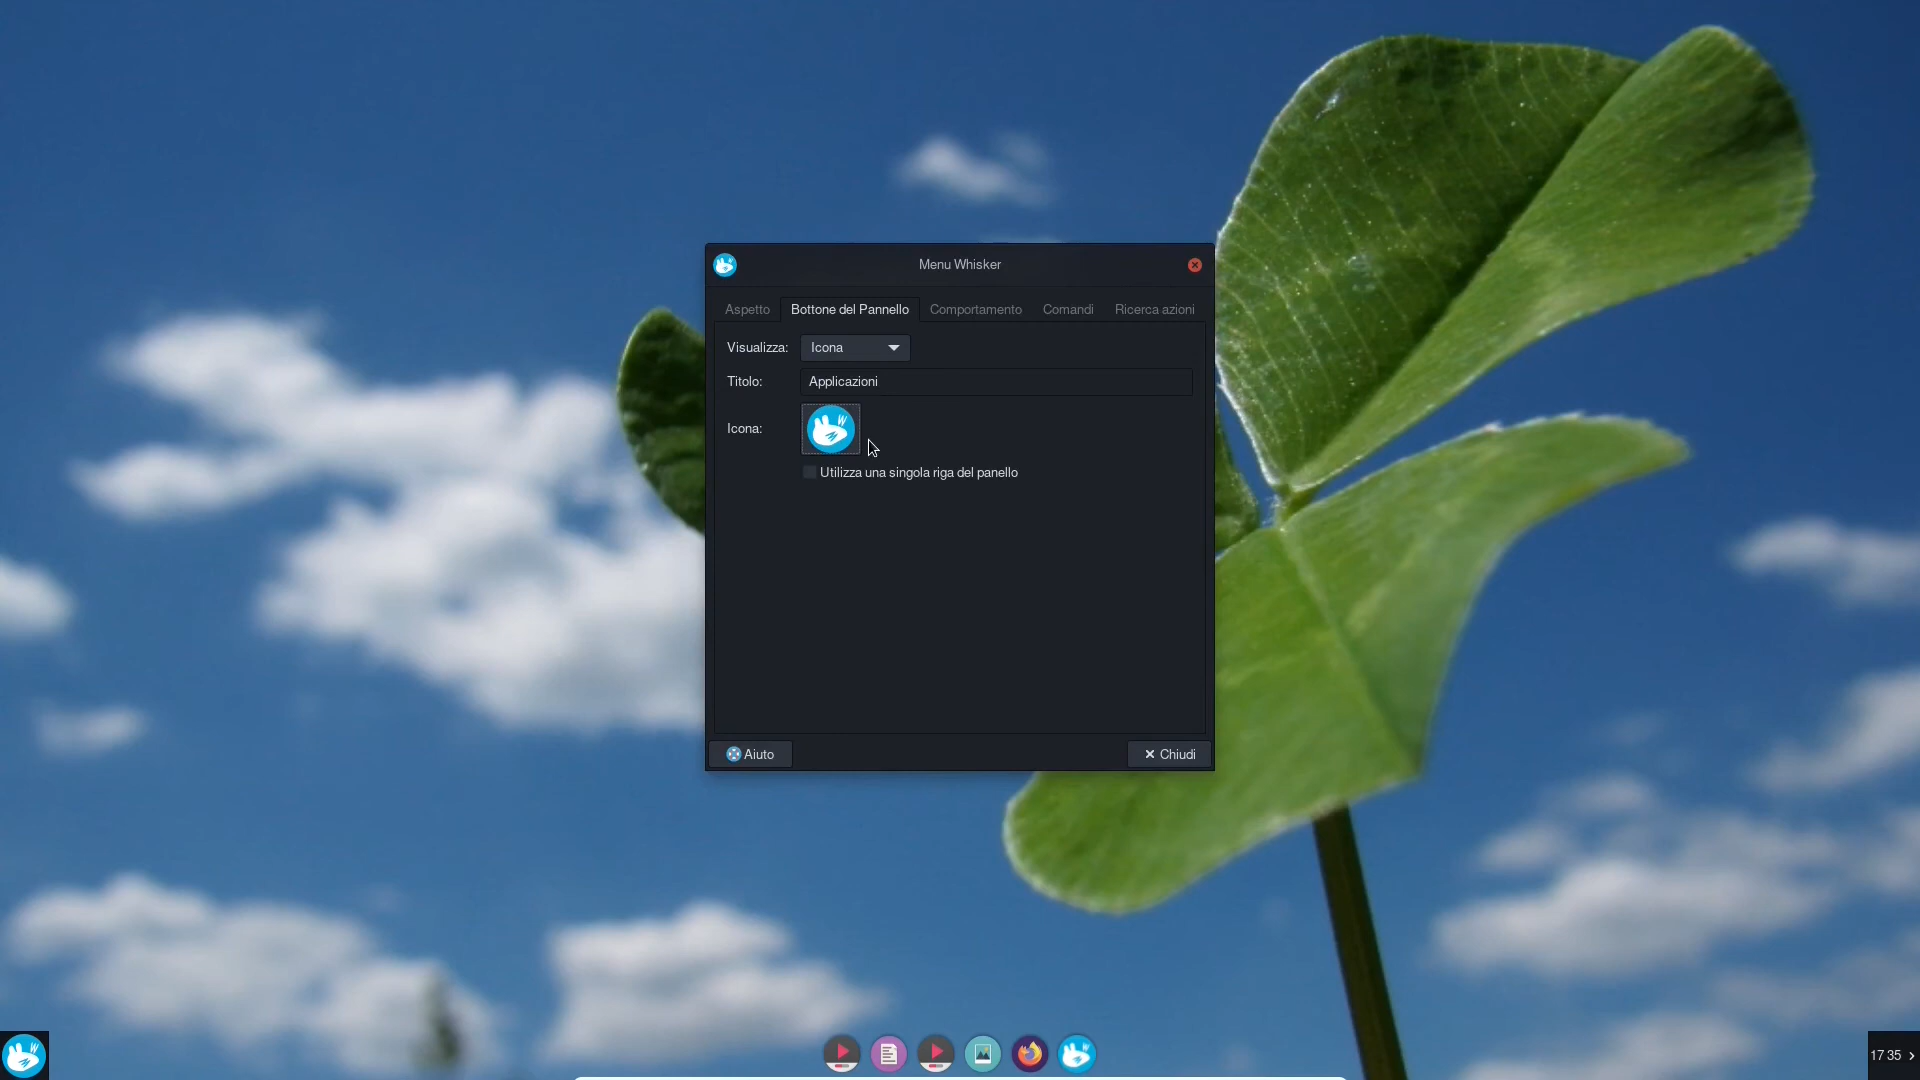 Menu Whisker
Aspetto Bottone del Pannello Comportamento Comandi Ricerca azioni
Visualizza: Icona
Titolo: Applicazioni
Icona:
Utilizza una singola riga del panello
Aiuto Chiudi
17 35